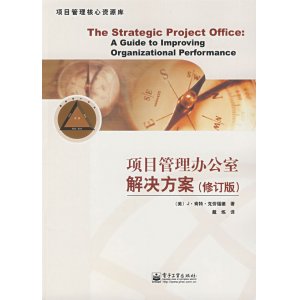 项目管理核心资源库
The Strategic Project Office:
A Guide to Improving
Organizational Performance
项目管理办公室
解决方案(修订版)
(美) J·肯特·克劳福德 著
戴炼 译
电子工业出版社